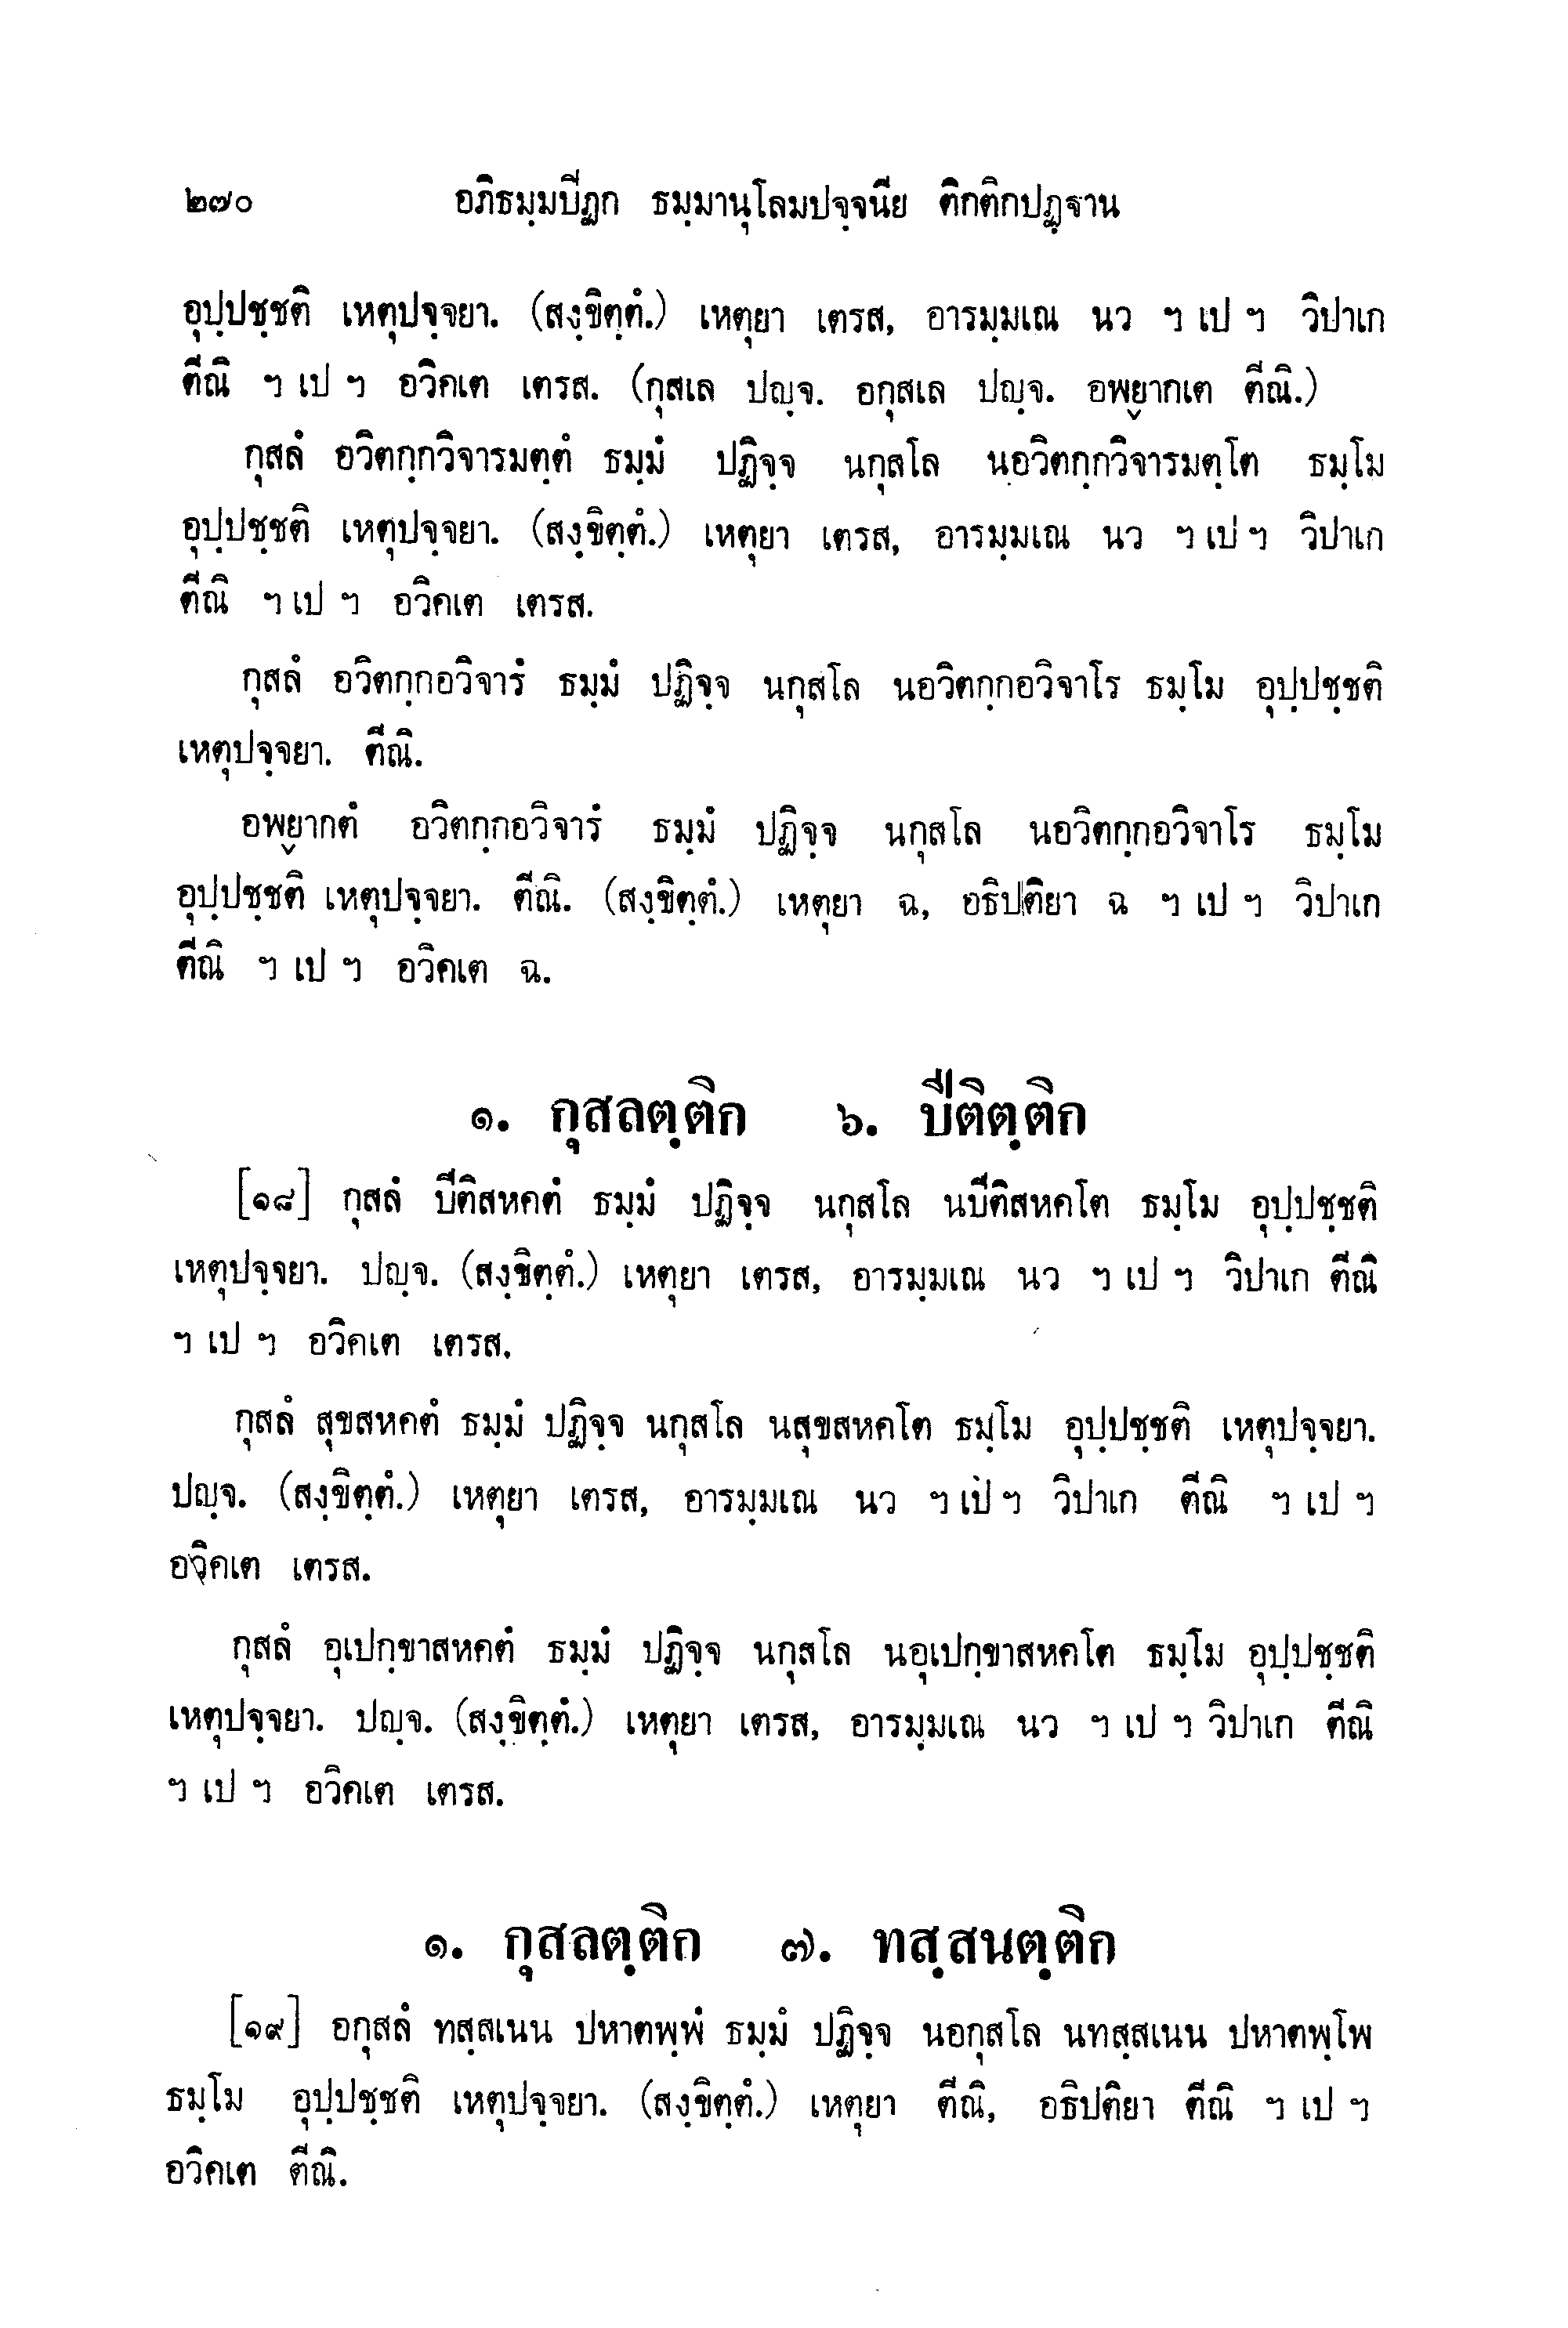 ๒๗๐ อภิธมฺมปิฏก ธมฺมานุโลมปจฺจนีย ติกติกปฏฺฐาน
อุปฺปชฺชติ เหตุปจฺจยา. (สงฺขิตฺตํ.) เหตุยา เตรส, อารมฺมเณ นว ฯ เป ฯ วิปาเก
ตีณิ ฯ เป ฯ อวิคเต เตรส. (กุสเล ปญฺจ. อกุสเล ปญฺจ. อพฺยากเต ตีณิ.)
กุสลํ อวิตกฺกวิจารมตฺตํ ธมฺมํ ปฏิจฺจ นกุสโล นอวิตกฺกวิจารมตฺโต ธมฺโม
อุปฺปชฺชติ เหตุปจฺจยา. (สงฺขิตฺตํ.) เหตุยา เตรส, อารมฺมเณ นว ฯ เป ฯ วิปาเก
ตีณิ ฯ เป ฯ อวิคเต เตรส.
กุสลํ อวิตกฺกอวิจารํ ธมฺมํ ปฏิจฺจ นกุสโล นอวิตกฺกอวิจาโร ธมฺโม อุปฺปชฺชติ
เหตุปจฺจยา. ตีณิ.
อพฺยากตํ อวิตกฺกอวิจารํ ธมฺมํ ปฏิจฺจ นกุสโล นอวิตกฺกอวิจาโร ธมฺโม
อุปฺปชฺชติ เหตุปจฺจยา. ตีณิ. (สงฺขิตฺตํ.) เหตุยา ฉ, อธิปติยา ฉ ฯ เป ฯ วิปาเก
ตีณิ ฯ เป ฯ อวิคเต ฉ.
๑. กุสลตฺติก ๖. ปีติตฺติก
[๑๘] กุสลํ ปีติสหคตํ ธมฺมํ ปฏิจฺจ นกุสโล นปีติสหคโต ธมฺโม อุปฺปชฺชติ
เหตุปจฺจยา. ปญฺจ. (สงฺขิตฺตํ.) เหตุยา เตรส, อารมฺมเณ นว ฯ เป ฯ วิปาเก ตีณิ
ฯ เป ฯ อวิคเต เตรส.
กุสลํ สุขสหคตํ ธมฺมํ ปฏิจฺจ นกุสโล นสุขสหคโต ธมฺโม อุปฺปชฺชติ เหตุปจฺจยา.
ปญฺจ. (สงฺขิตฺตํ.) เหตุยา เตรส, อารมฺมเณ นว ฯ เป ฯ วิปาเก ตีณิ ฯ เป ฯ
อวิคเต เตรส.
กุสลํ อุเปกฺขาสหคตํ ธมฺมํ ปฏิจฺจ นกุสโล นอุเปกฺขาสหคโต ธมฺโม อุปฺปชฺชติ
เหตุปจฺจยา. ปญฺจ. (สงฺขิตฺตํ.) เหตุยา เตรส, อารมฺมเณ นว ฯ เป ฯ วิปาเก ตีณิ
ฯ เป ฯ อวิคเต เตรส.
๑. กุสลตฺติก ๗. ทสฺสนตฺติก
[๑๙] อกุสลํ ทสฺสเนน ปหาตพฺพํ ธมฺมํ ปฏิจฺจ นอกุสโล นทสฺสเนน ปหาตพฺโพ
ธมฺโม อุปฺปชฺชติ เหตุปจฺจยา. (สงฺขิตฺตํ.) เหตุยา ตีณิ, อธิปติยา ตีณิ ฯ เป ฯ
อวิคเต ตีณิ.